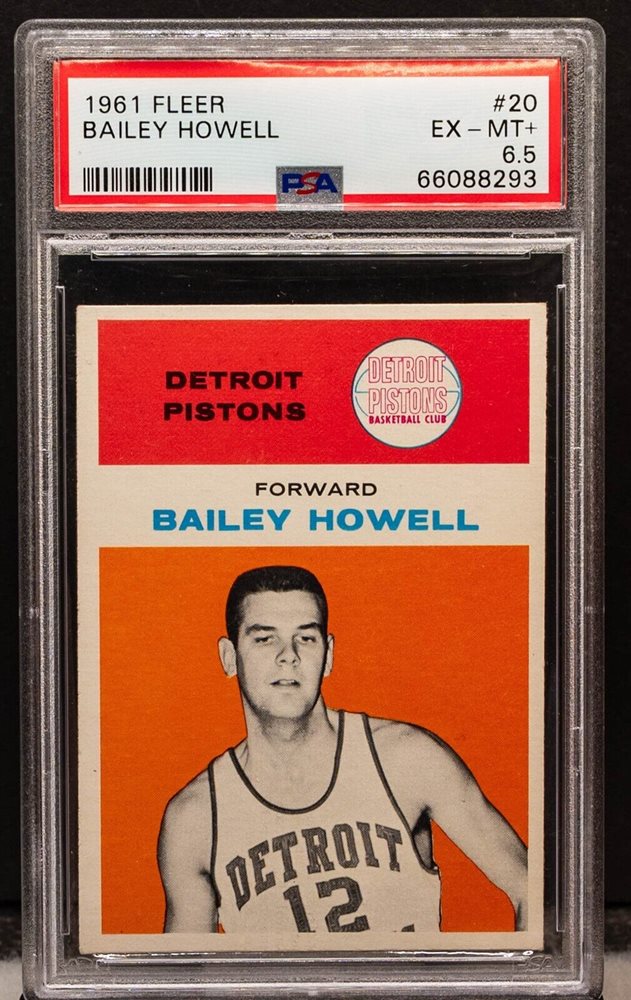 1961 FLEER #20
BAILEY HOWELL EX – MT+
6.5
PSA 66088293
DETROIT
PISTONS
DETROIT
PISTONS
BASKETBALL CLUB
FORWARD
BAILEY HOWELL
DETROIT
12
PSA